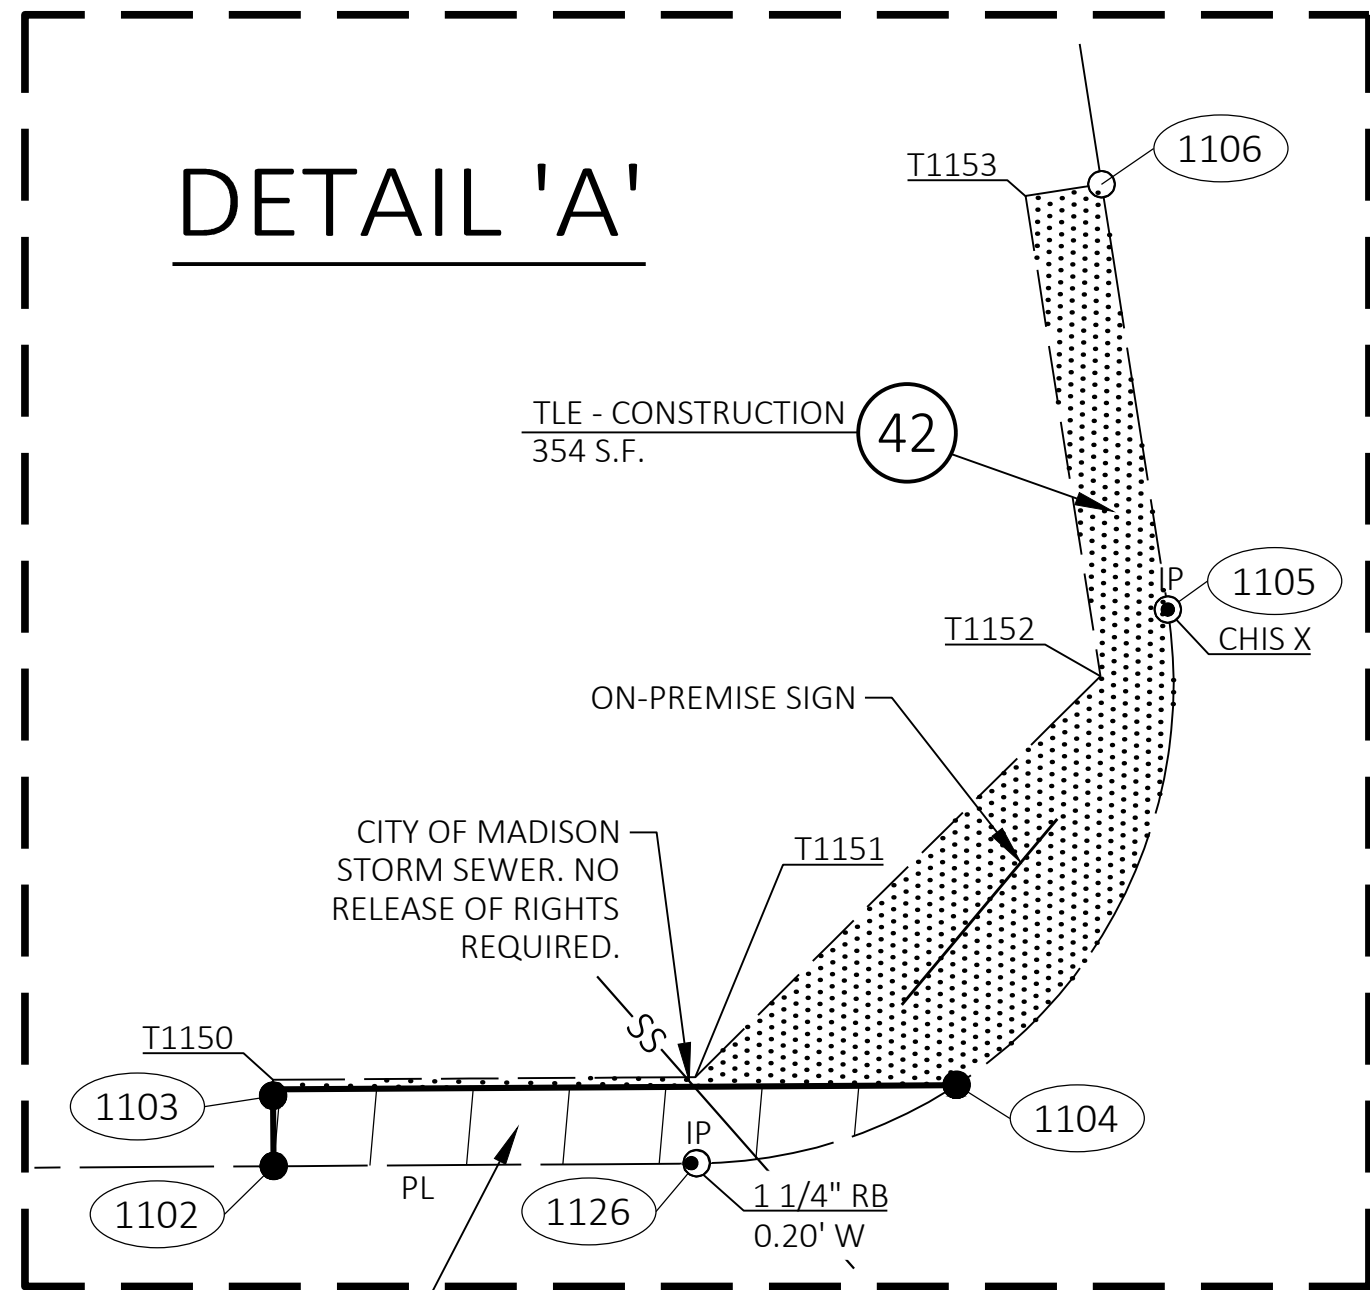 DETAIL 'A'
1106
T1153
TLE - CONSTRUCTION
354 S.F.
42
IP
1105
CHIS X
T1152
ON-PREMISE SIGN
CITY OF MADISON
STORM SEWER. NO
RELEASE OF RIGHTS
REQUIRED.
T1151
SS
T1150
1103
1104
IP
PL
1102
1126
1 1/4" RB
0.20' W